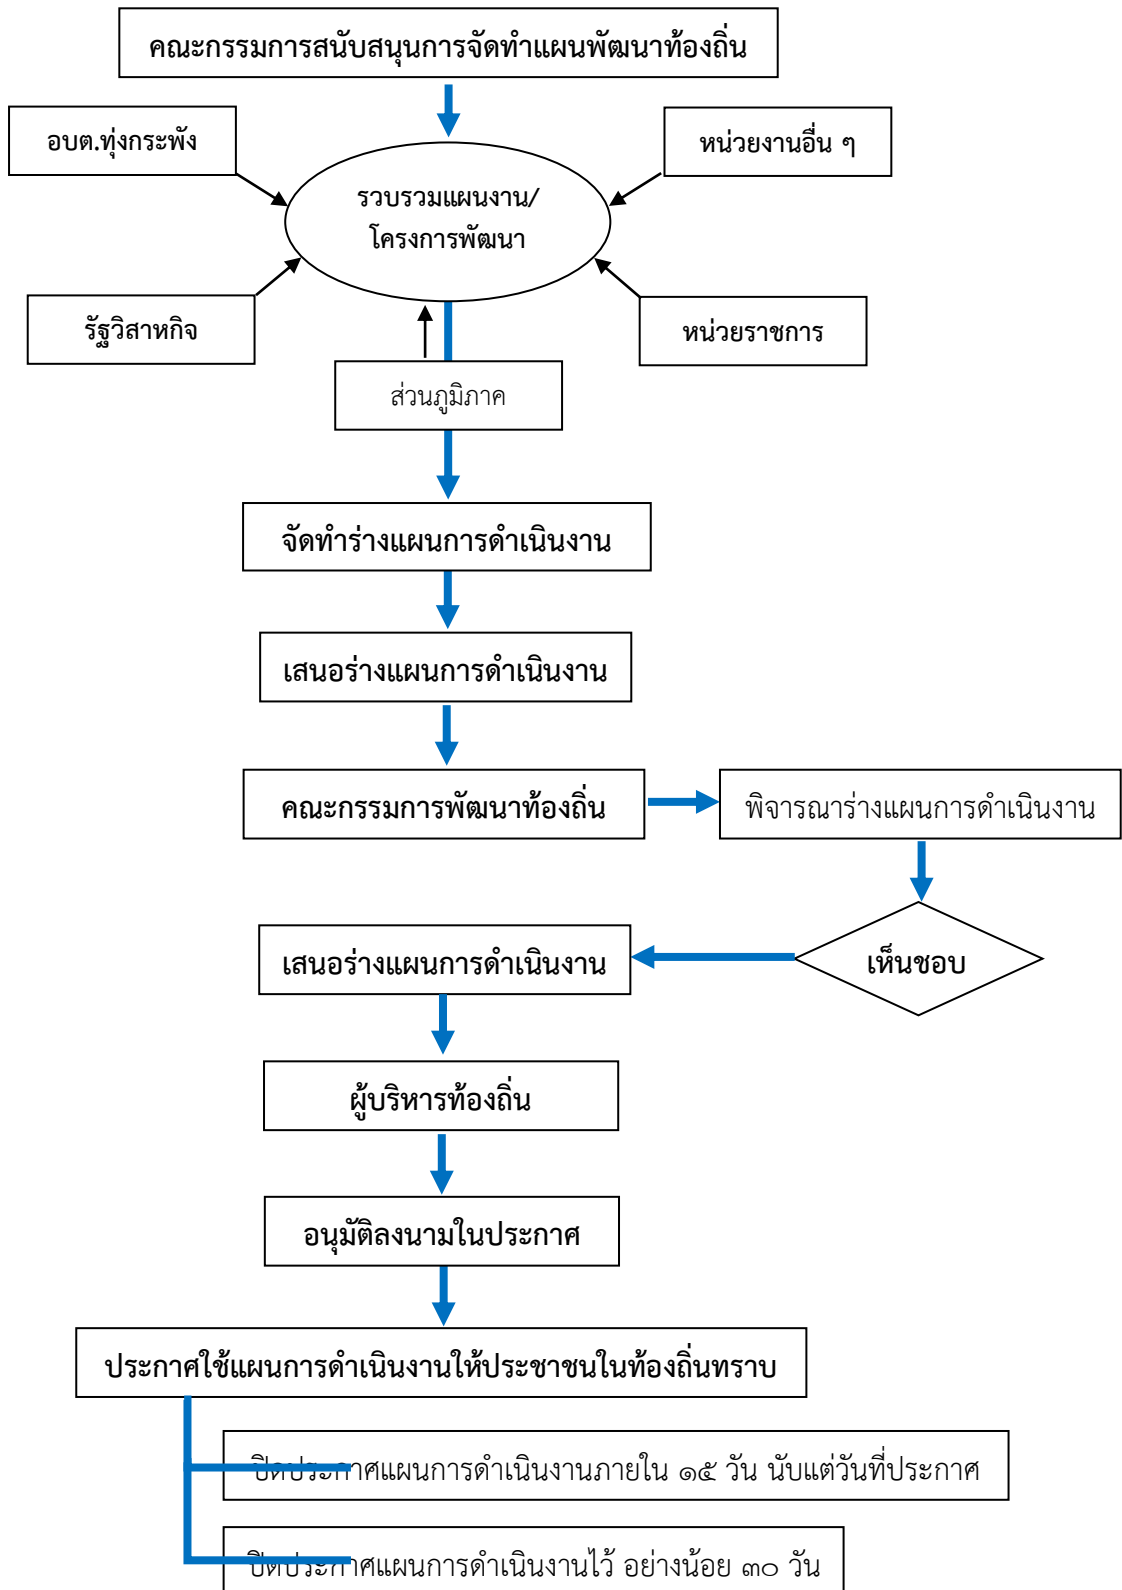 คณะกรรมการสนับสนุนการจัดทำแผนพัฒนาท้องถิ่น
อบต.ทุ่งกระพัง
หน่วยงานอื่น ๆ
รวบรวมแผนงาน/
โครงการพัฒนา
รัฐวิสาหกิจ
หน่วยราชการ
ส่วนภูมิภาค
จัดทำร่างแผนการดำเนินงาน
เสนอร่างแผนการดำเนินงาน
คณะกรรมการพัฒนาท้องถิ่น
พิจารณาร่างแผนการดำเนินงาน
เห็นชอบ
เสนอร่างแผนการดำเนินงาน
ผู้บริหารท้องถิ่น
อนุมัติลงนามในประกาศ
ประกาศใช้แผนการดำเนินงานให้ประชาชนในท้องถิ่นทราบ
ปิดประกาศแผนการดำเนินงานภายใน ๑๕ วัน นับแต่วันที่ประกาศ
ปิดประกาศแผนการดำเนินงานไว้ อย่างน้อย ๓๐ วัน